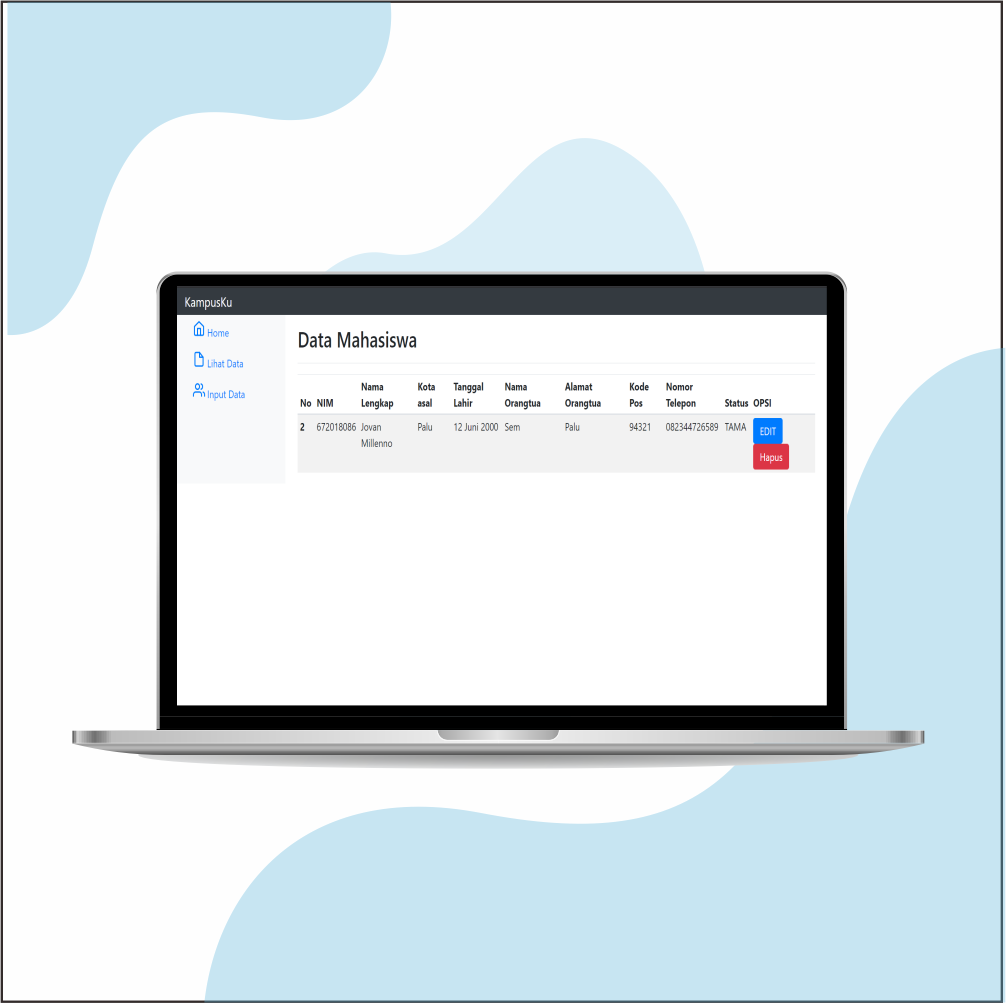 KampusKu
Home
Lihat Data
Input Data
Data Mahasiswa
No NIM Nama Lengkap Kota asal Tanggal Lahir Nama Orangtua Alamat Orangtua Kode Pos Nomor Telepon Status OPSI
2 672018086 Jovan Millenno Palu 12 Juni 2000 Sem Palu 94321 082344726589 TAMA EDIT
Hapus